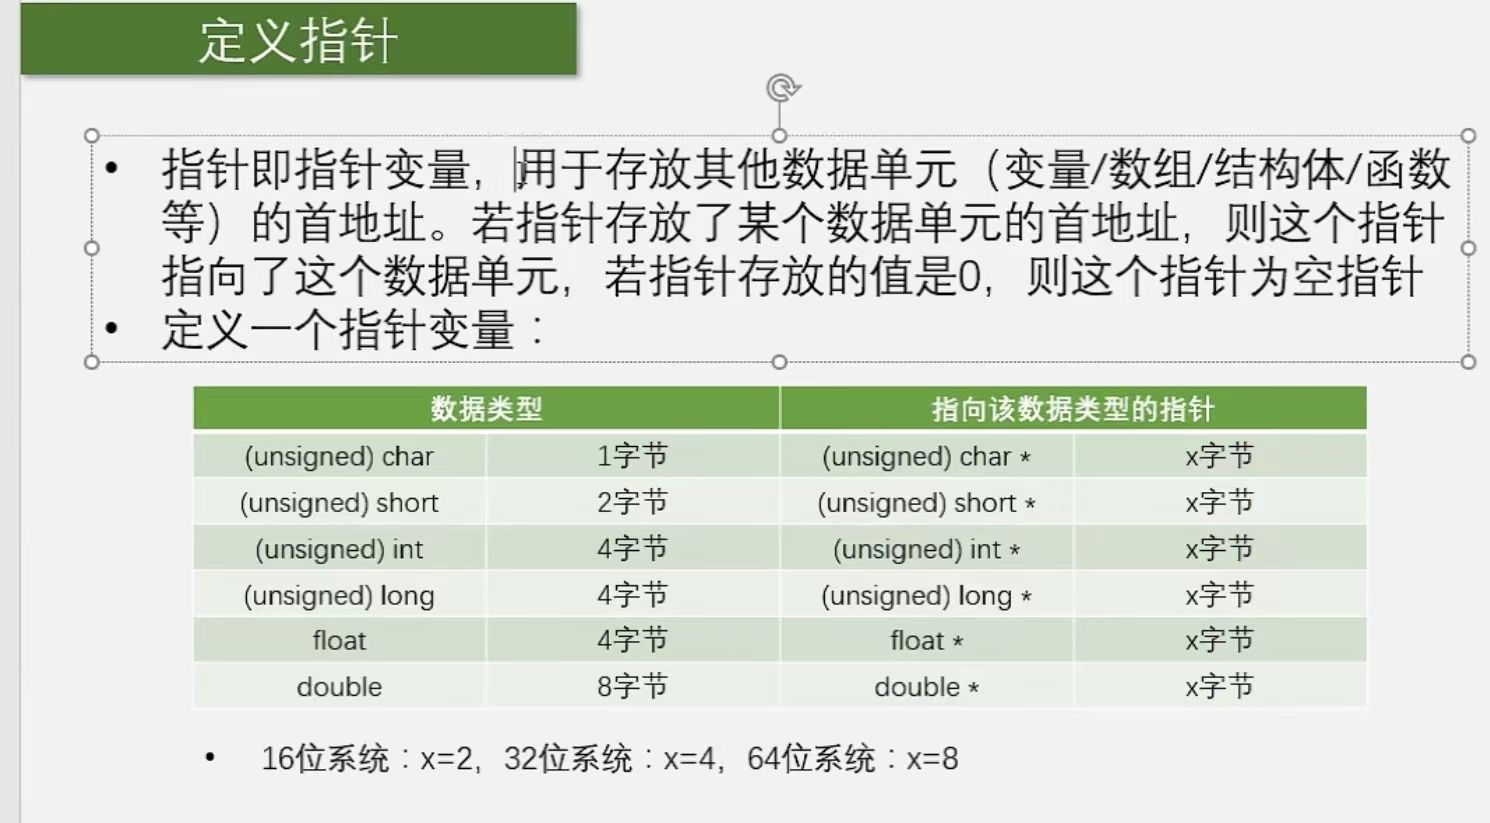 定义指针
• 指针即指针变量，用于存放其他数据单元（变量/数组/结构体/函数
等）的首地址。若指针存放了某个数据单元的首地址，则这个指针
指向了这个数据单元，若指针存放的值是0，则这个指针为空指针
• 定义一个指针变量：
数据类型 指向该数据类型的指针
(unsigned) char 1字节 (unsigned) char * x字节
(unsigned) short 2字节 (unsigned) short * x字节
(unsigned) int 4字节 (unsigned) int * x字节
(unsigned) long 4字节 (unsigned) long * x字节
float 4字节 float * x字节
double 8字节 double * x字节
• 16位系统：x=2，32位系统：x=4，64位系统：x=8